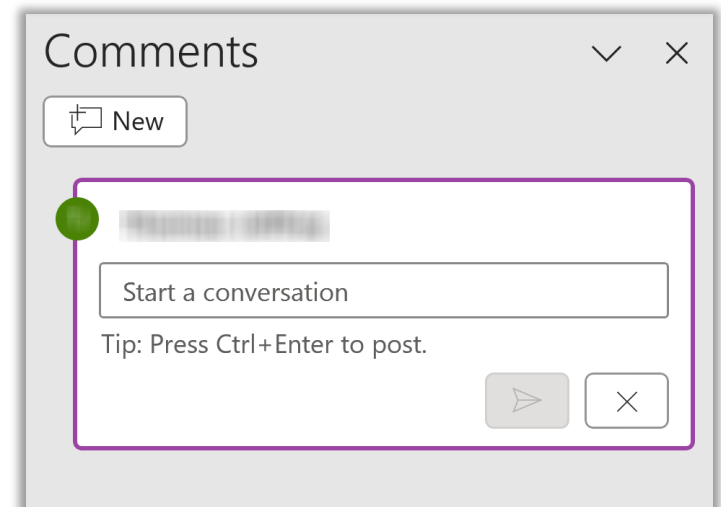 Comments
New
Start a conversation
Tip: Press Ctrl+Enter to post.